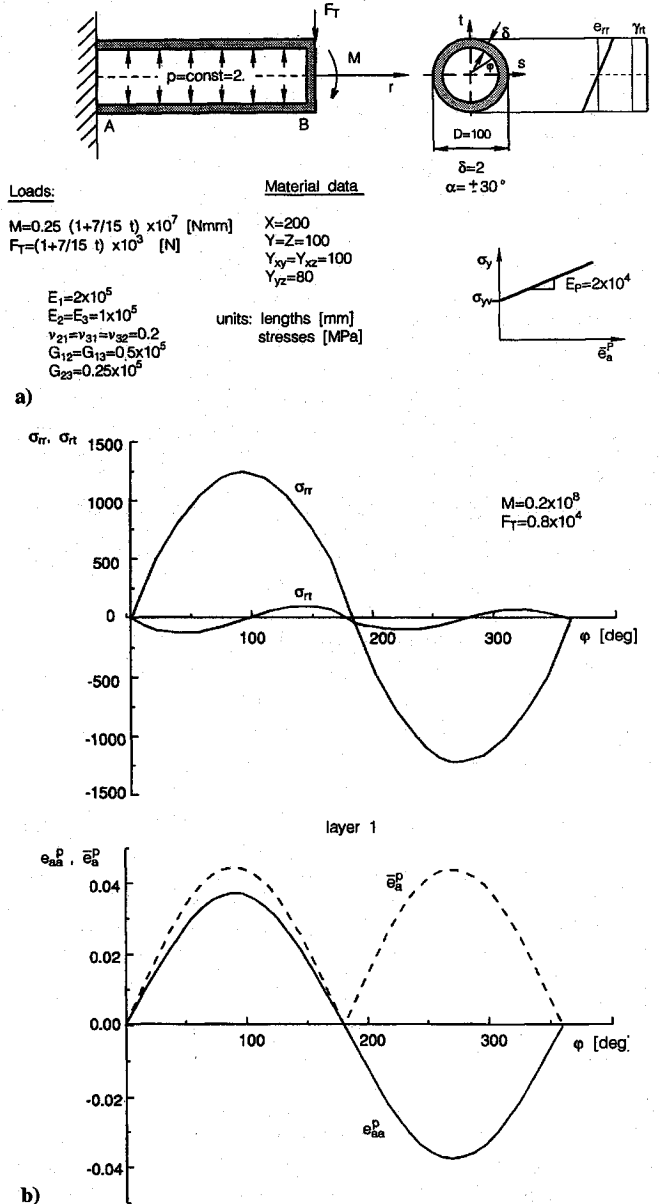 F_T
M
p=const=2.
r
A
B
t
δ
φ
s
D=100
δ=2
α=±30°
e_rr
γ_rt
Loads:
M=0.25 (1+7/15 t) x10^7 [Nmm]
F_T=(1+7/15 t) x10^3 [N]
E_1=2x10^5
E_2=E_3=1x10^5
ν_21=ν_31=ν_32=0.2
G_12=G_13=0.5x10^5
G_23=0.25x10^5
Material data
X=200
Y=Z=100
Y_xy=Y_xz=100
Y_yz=80
units: lengths [mm]
stresses [MPa]
σ_y
σ_yv
E_P=2x10^4
ē_a^P
a)
σ_rr, σ_rt
1500
1000
500
0
-500
-1000
-1500
σ_rr
σ_rt
M=0.2x10^8
F_T=0.8x10^4
100
200
300
φ [deg]
layer 1
e_aa^p , ē_a^p
0.04
0.02
0.00
-0.02
-0.04
ē_a^p
100
200
300
φ [deg]
e_aa^p
b)